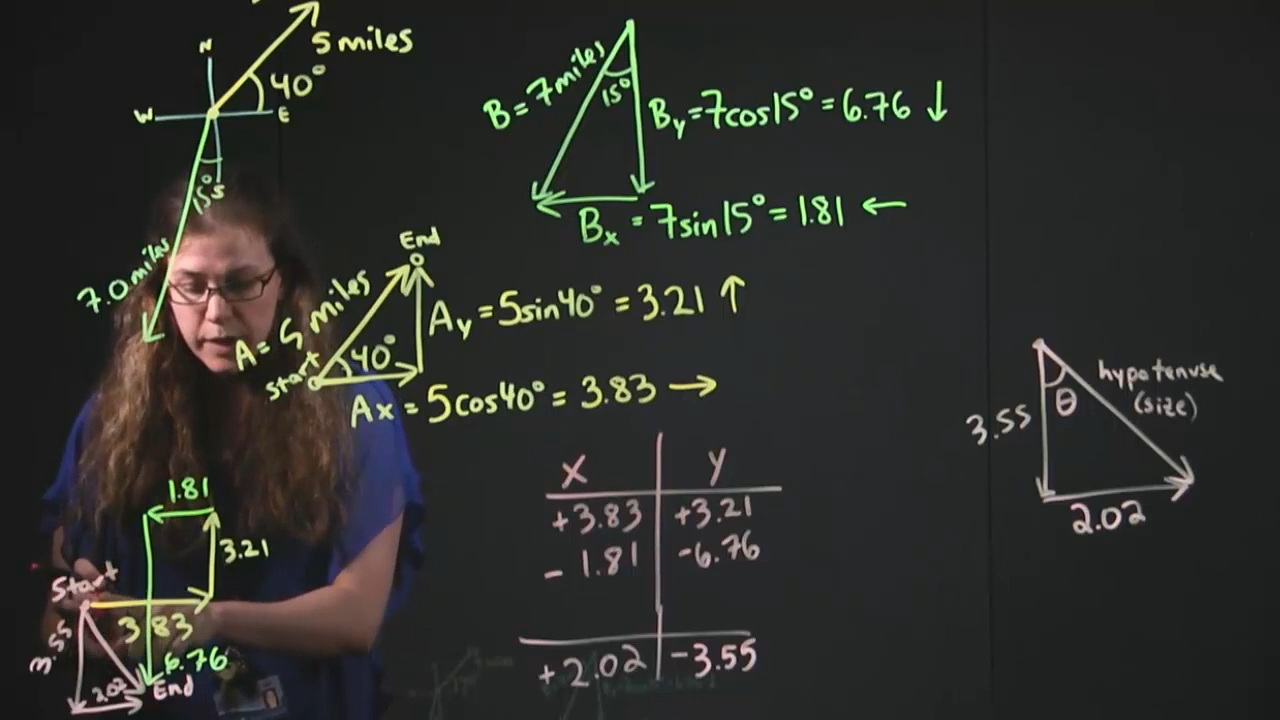 5 miles
40°
N
W
E
15°
S
7.0 miles
B = 7 miles
15°
By = 7cos15° = 6.76 ↓
Bx = 7sin15° = 1.81 ←
End
A = 5 miles
40°
Start
Ay = 5sin40° = 3.21 ↑
Ax = 5cos40° = 3.83 →
X Y
+3.83 +3.21
- 1.81 -6.76
+2.02 -3.55
hypotenuse
(size)
3.55
θ
2.02
1.81
3.21
Start
3.83
3.55
6.76
2.02
End